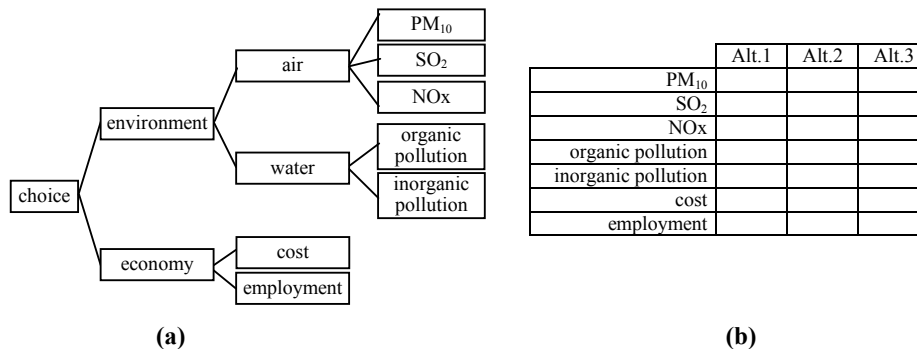 PM₁₀
air
SO₂
NOx
environment
organic
pollution
water
inorganic
pollution
choice
cost
economy
employment
(a)
Alt.1 Alt.2 Alt.3
PM₁₀
SO₂
NOx
organic pollution
inorganic pollution
cost
employment
(b)